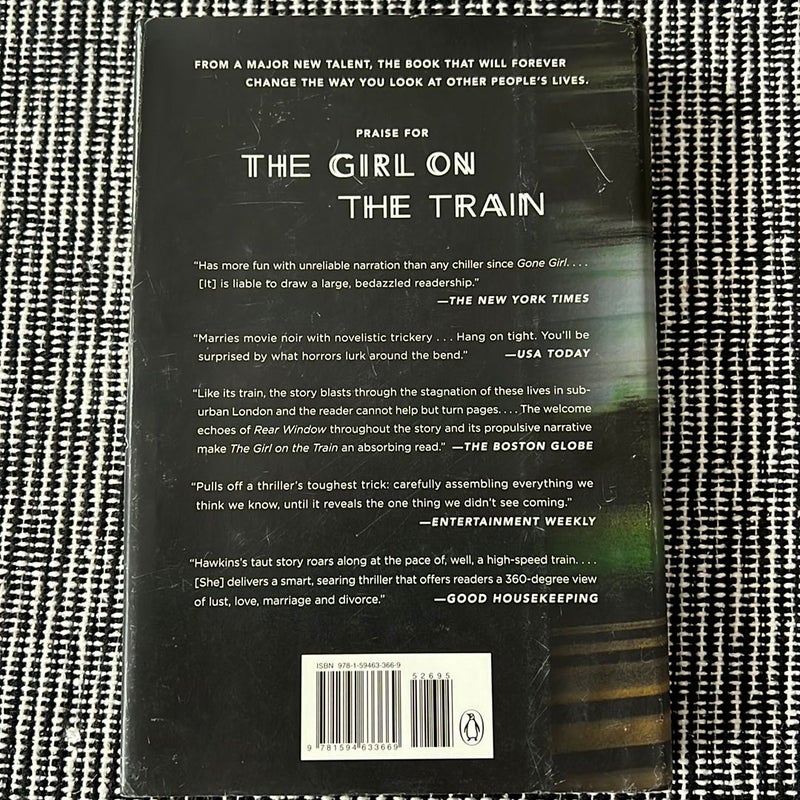 FROM A MAJOR NEW TALENT, THE BOOK THAT WILL FOREVER
CHANGE THE WAY YOU LOOK AT OTHER PEOPLE'S LIVES.
PRAISE FOR
THE GIRL ON
THE TRAIN
“Has more fun with unreliable narration than any chiller since Gone Girl. . . .
[It] is liable to draw a large, bedazzled readership.”
—THE NEW YORK TIMES
“Marries movie noir with novelistic trickery . . . Hang on tight. You'll be
surprised by what horrors lurk around the bend.” —USA TODAY
“Like its train, the story blasts through the stagnation of these lives in sub-
urban London and the reader cannot help but turn pages. . . . The welcome
echoes of Rear Window throughout the story and its propulsive narrative
make The Girl on the Train an absorbing read.” —THE BOSTON GLOBE
“Pulls off a thriller's toughest trick: carefully assembling everything we
think we know, until it reveals the one thing we didn't see coming.”
—ENTERTAINMENT WEEKLY
“Hawkins's taut story roars along at the pace of, well, a high-speed train. . . .
[She] delivers a smart, searing thriller that offers readers a 360-degree view
of lust, love, marriage and divorce.” —GOOD HOUSEKEEPING
ISBN 978-1-59463-366-9
52695
9 781594 633669